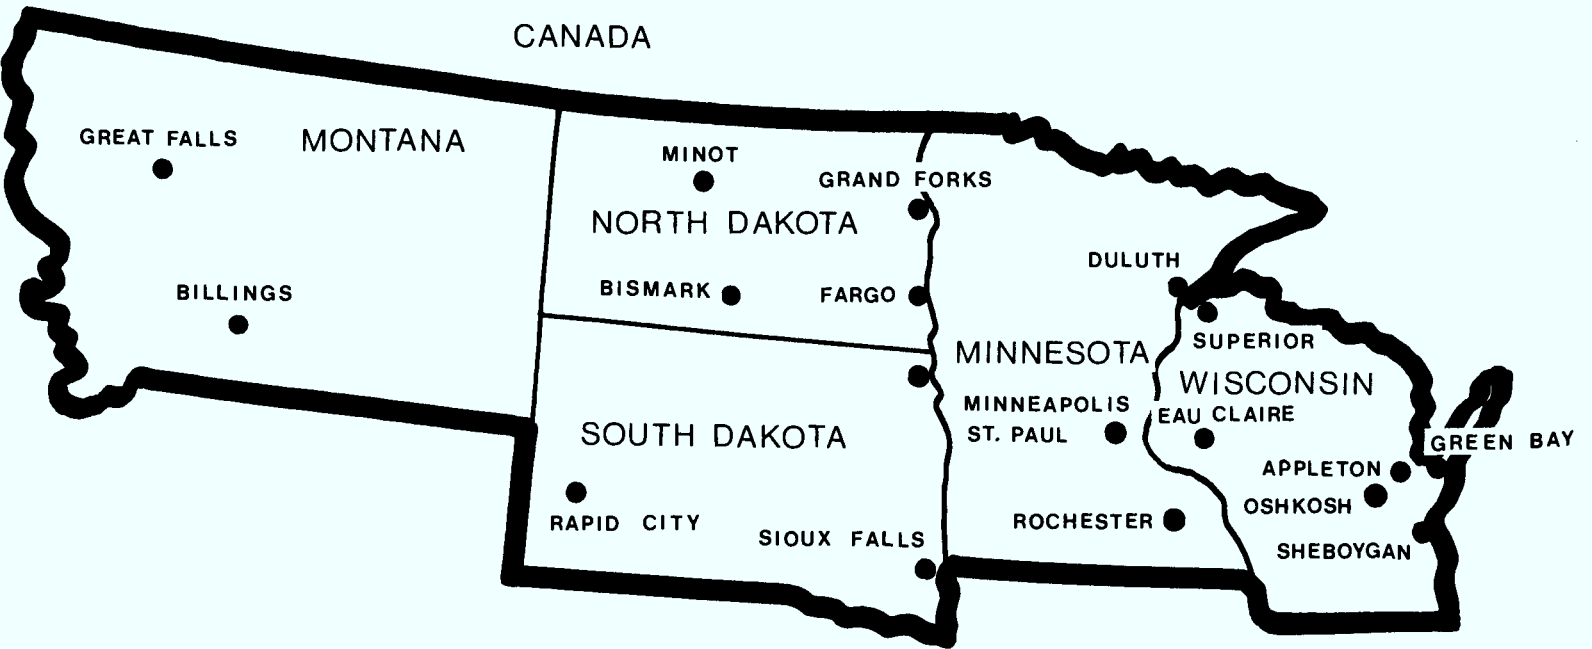 CANADA
GREAT FALLS
MONTANA
MINOT
GRAND FORKS
NORTH DAKOTA
DULUTH
BILLINGS
BISMARK
FARGO
SUPERIOR
MINNESOTA
WISCONSIN
MINNEAPOLIS
ST. PAUL
EAU CLAIRE
SOUTH DAKOTA
GREEN BAY
APPLETON
OSHKOSH
RAPID CITY
ROCHESTER
SIOUX FALLS
SHEBOYGAN